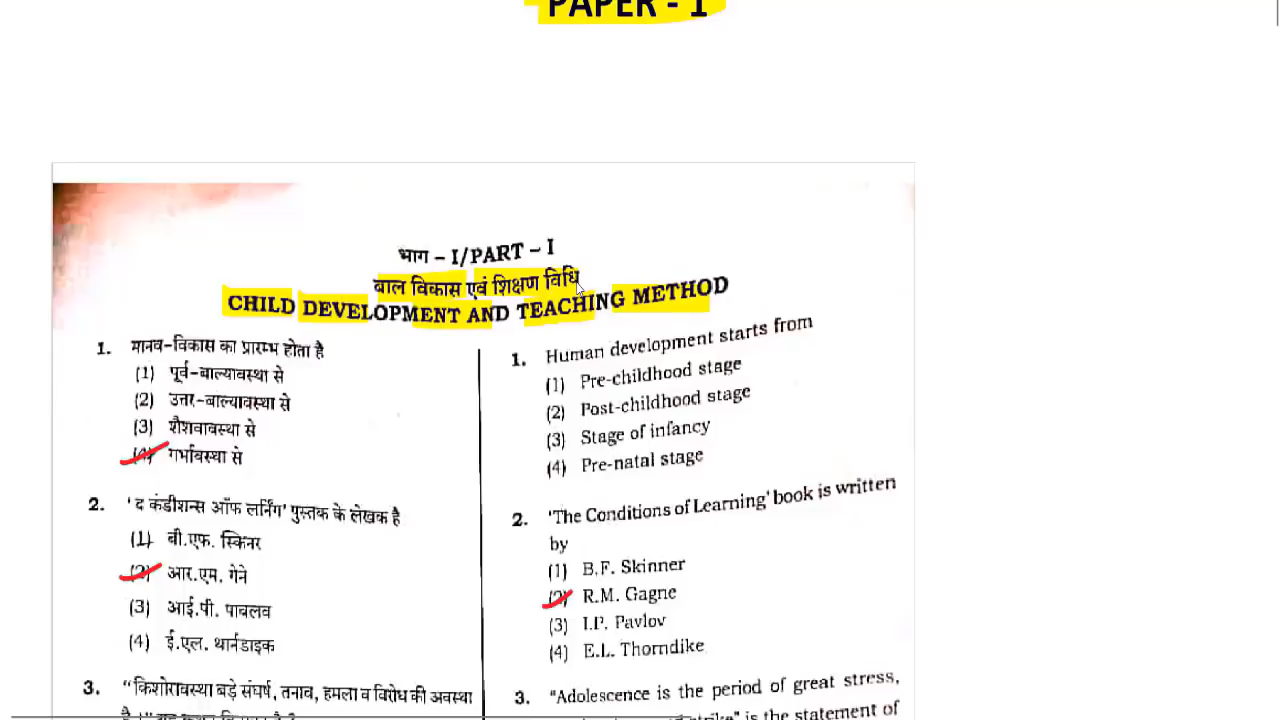 PAPER - 1
भाग - I/PART - I
बाल विकास एवं शिक्षण विधि
CHILD DEVELOPMENT AND TEACHING METHOD
1. मानव-विकास का प्रारम्भ होता है
(1) पूर्व-बाल्यावस्था से
(2) उत्तर-बाल्यावस्था से
(3) शैशवावस्था से
(4) गर्भावस्था से
2. 'द कंडीशन्स ऑफ लर्निंग' पुस्तक के लेखक है
(1) बी.एफ. स्किनर
(2) आर.एम. गेने
(3) आई.पी. पावलव
(4) ई.एल. थार्नडाइक
3. "किशोरावस्था बड़े संघर्ष, तनाव, हमला व विरोध की अवस्था
1. Human development starts from
(1) Pre-childhood stage
(2) Post-childhood stage
(3) Stage of infancy
(4) Pre-natal stage
2. 'The Conditions of Learning' book is written
by
(1) B.F. Skinner
(2) R.M. Gagne
(3) I.P. Pavlov
(4) E.L. Thorndike
3. "Adolescence is the period of great stress,
is the statement of